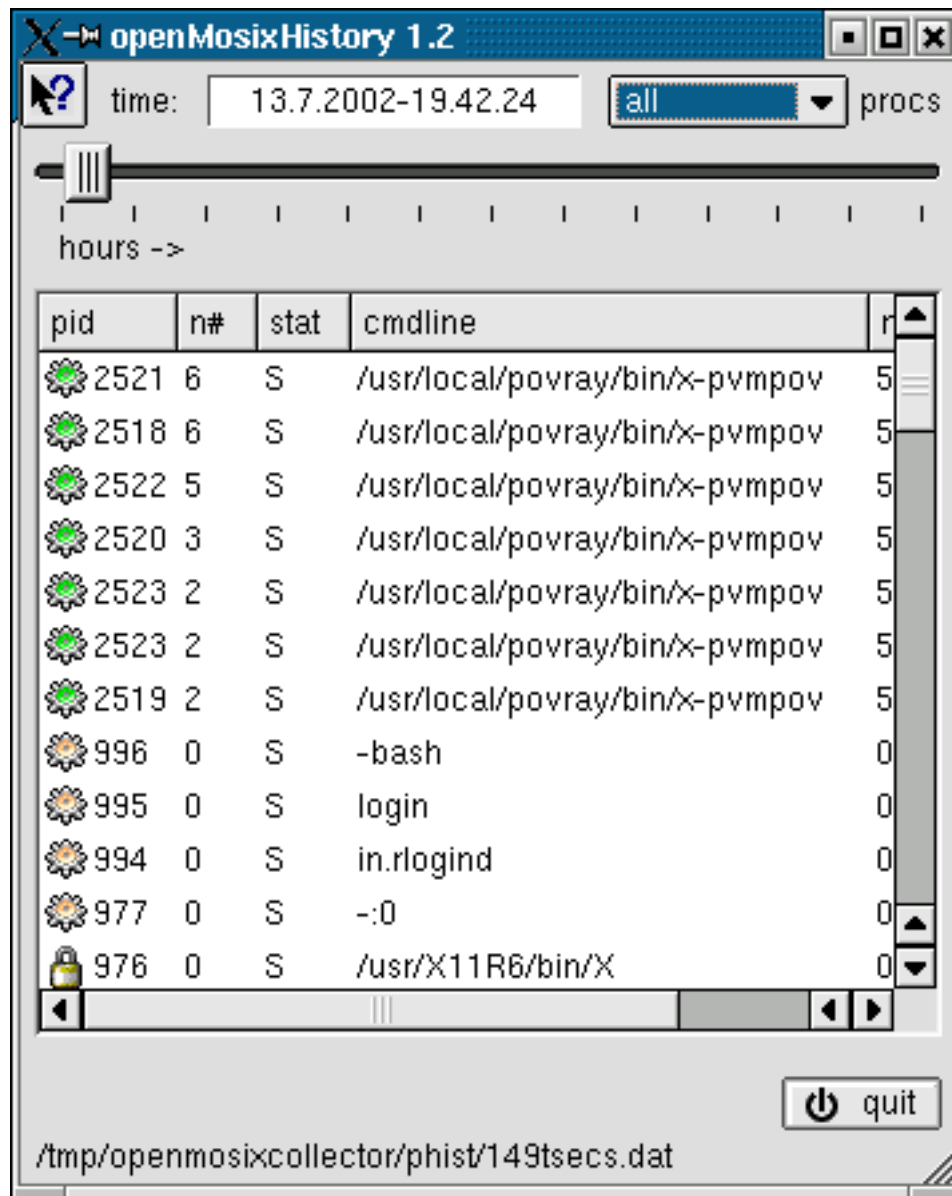 openMosixHistory 1.2
time: 13.7.2002-19.42.24 all procs
hours ->
pid n# stat cmdline n
2521 6 S /usr/local/povray/bin/x-pvmpov 5
2518 6 S /usr/local/povray/bin/x-pvmpov 5
2522 5 S /usr/local/povray/bin/x-pvmpov 5
2520 3 S /usr/local/povray/bin/x-pvmpov 5
2523 2 S /usr/local/povray/bin/x-pvmpov 5
2523 2 S /usr/local/povray/bin/x-pvmpov 5
2519 2 S /usr/local/povray/bin/x-pvmpov 5
996 0 S -bash 0
995 0 S login 0
994 0 S in.rlogind 0
977 0 S -:0 0
976 0 S /usr/X11R6/bin/X 0
quit
/tmp/openmosixcollector/phist/149tsecs.dat